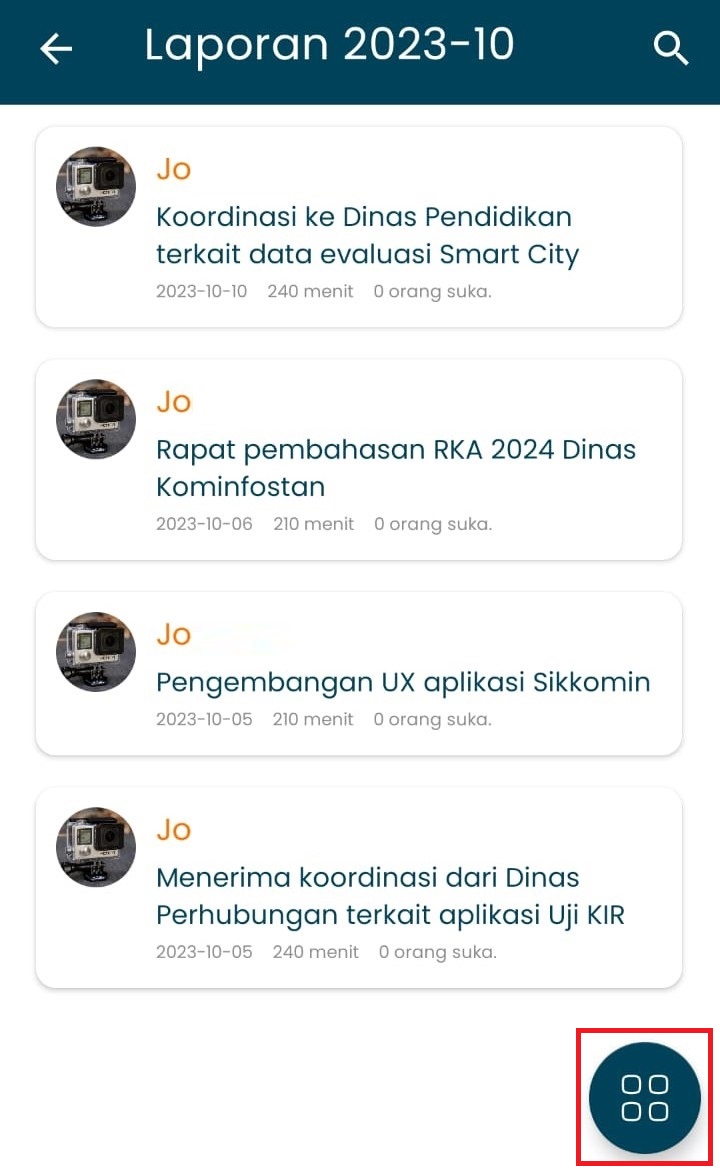 Laporan 2023-10
Jo
Koordinasi ke Dinas Pendidikan
terkait data evaluasi Smart City
2023-10-10 240 menit 0 orang suka.
Jo
Rapat pembahasan RKA 2024 Dinas
Kominfostan
2023-10-06 210 menit 0 orang suka.
Jo
Pengembangan UX aplikasi Sikkomin
2023-10-05 210 menit 0 orang suka.
Jo
Menerima koordinasi dari Dinas
Perhubungan terkait aplikasi Uji KIR
2023-10-05 240 menit 0 orang suka.